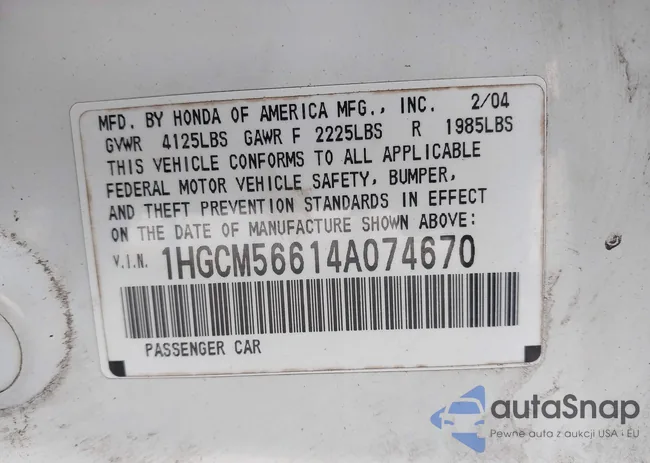 MFD. BY HONDA OF AMERICA MFG., INC. 2/04
GVWR 4125LBS GAWR F 2225LBS R 1985LBS
THIS VEHICLE CONFORMS TO ALL APPLICABLE
FEDERAL MOTOR VEHICLE SAFETY, BUMPER,
AND THEFT PREVENTION STANDARDS IN EFFECT
ON THE DATE OF MANUFACTURE SHOWN ABOVE:
V.I.N. 1HGCM56614A074670
PASSENGER CAR
autaSnap
Pewne auta z aukcji USA - EU